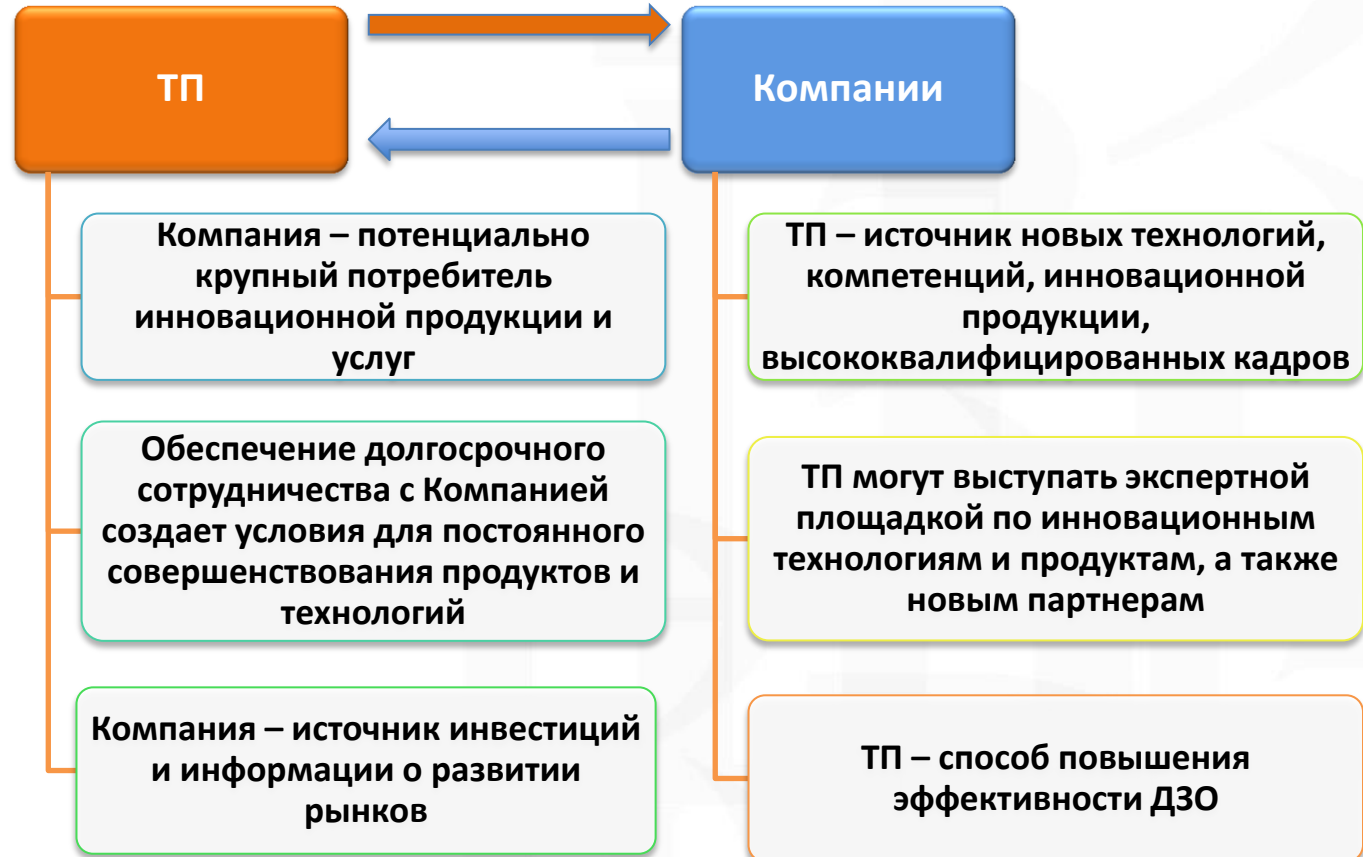 ТП
Компании
Компания – потенциально
крупный потребитель
инновационной продукции и
услуг
Обеспечение долгосрочного
сотрудничества с Компанией
создает условия для постоянного
совершенствования продуктов и
технологий
Компания – источник инвестиций
и информации о развитии
рынков
ТП – источник новых технологий,
компетенций, инновационной
продукции,
высококвалифицированных кадров
ТП могут выступать экспертной
площадкой по инновационным
технологиям и продуктам, а также
новым партнерам
ТП – способ повышения
эффективности ДЗО